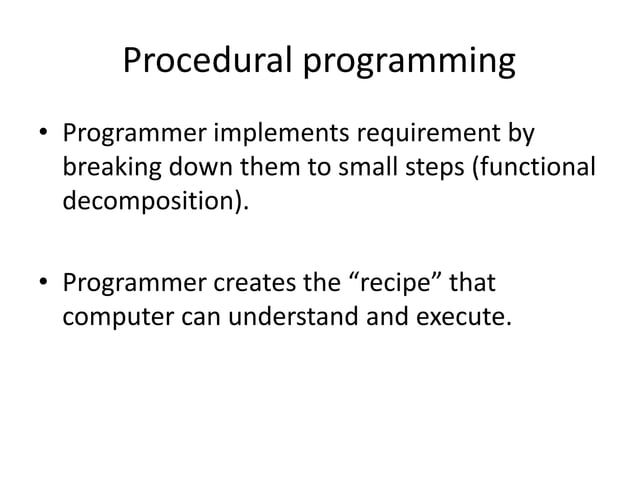 Procedural programming
• Programmer implements requirement by
breaking down them to small steps (functional
decomposition).
• Programmer creates the “recipe” that
computer can understand and execute.